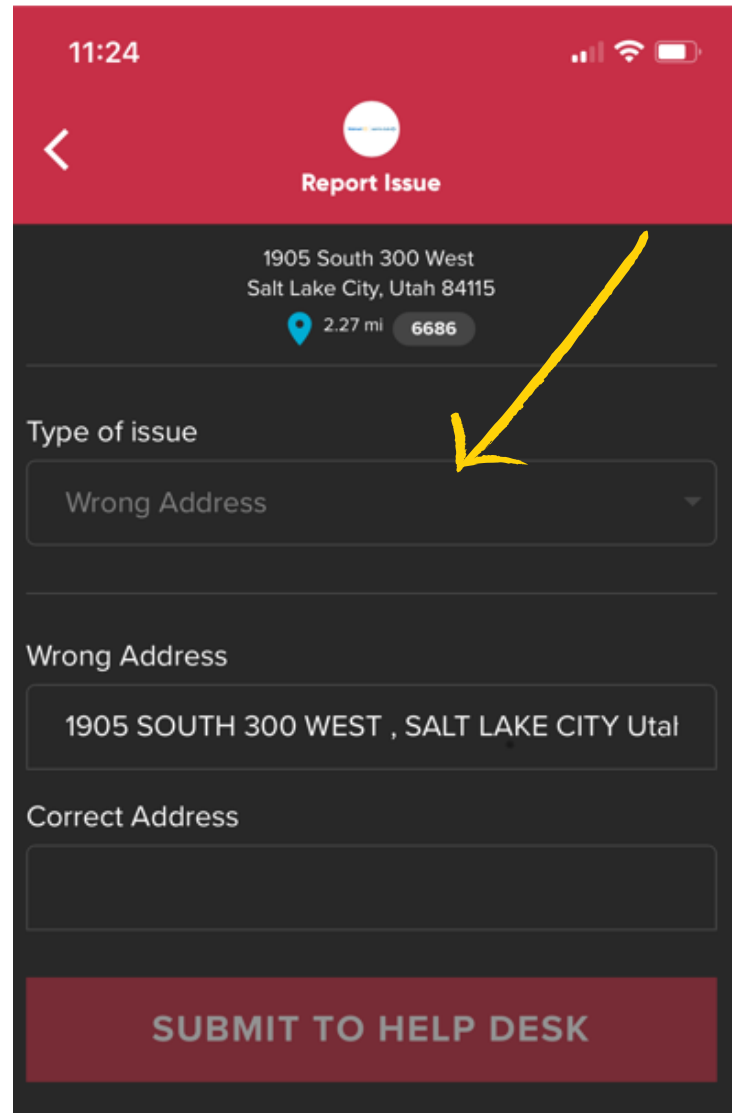 11:24
Report Issue
1905 South 300 West
Salt Lake City, Utah 84115
2.27 mi 6686
Type of issue
Wrong Address
Wrong Address
1905 SOUTH 300 WEST , SALT LAKE CITY Utah
Correct Address
SUBMIT TO HELP DESK